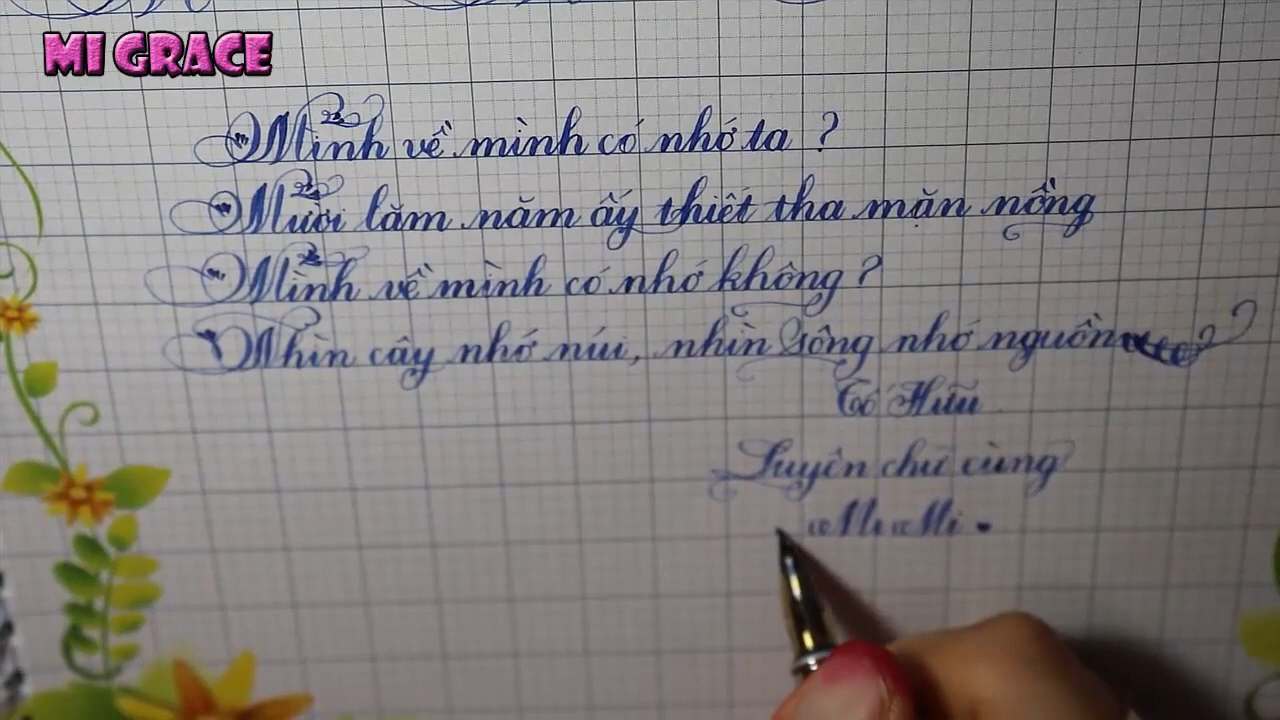 MI GRACE
Mình về mình có nhớ ta ?
Mười lăm năm ấy thiết tha mặn nồng
Mình về mình có nhớ không ?
Nhìn cây nhớ núi, nhìn sông nhớ nguồn
Tố Hữu
Luyện chữ cùng
Mi Mi .